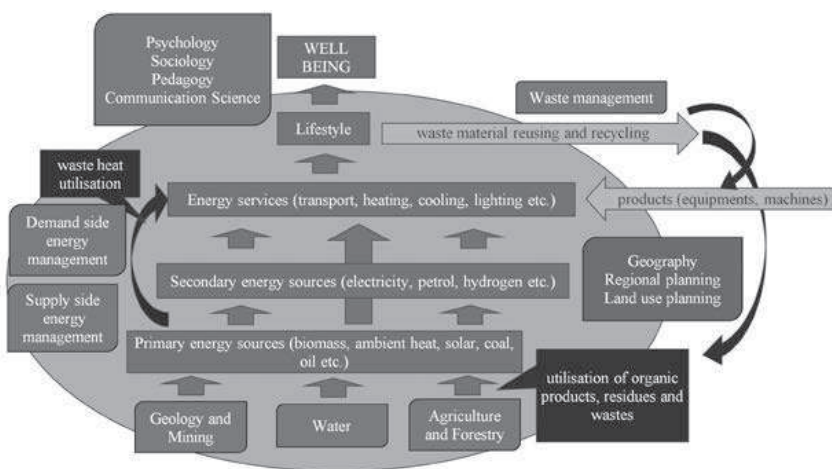 Psychology
Sociology
Pedagogy
Communication Science
WELL
BEING
Waste management
Lifestyle
waste material reusing and recycling
waste heat
utilisation
Energy services (transport, heating, cooling, lighting etc.)
products (equipments, machines)
Demand side
energy
management
Geography
Regional planning
Land use planning
Secondary energy sources (electricity, petrol, hydrogen etc.)
Supply side
energy
management
Primary energy sources (biomass, ambient heat, solar, coal,
oil etc.)
utilisation of organic
products, residues and
wastes
Geology and
Mining
Water
Agriculture
and Forestry